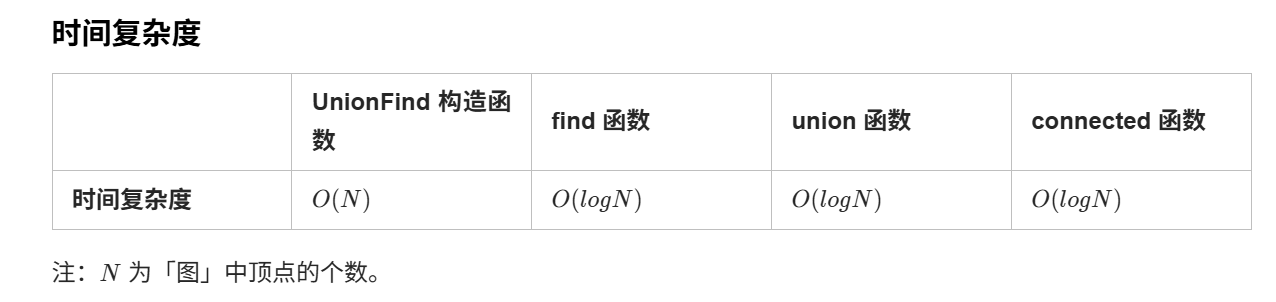 时间复杂度
UnionFind 构造函
数
find 函数
union 函数
connected 函数
时间复杂度
O(N)
O(logN)
O(logN)
O(logN)
注：N 为「图」中顶点的个数。